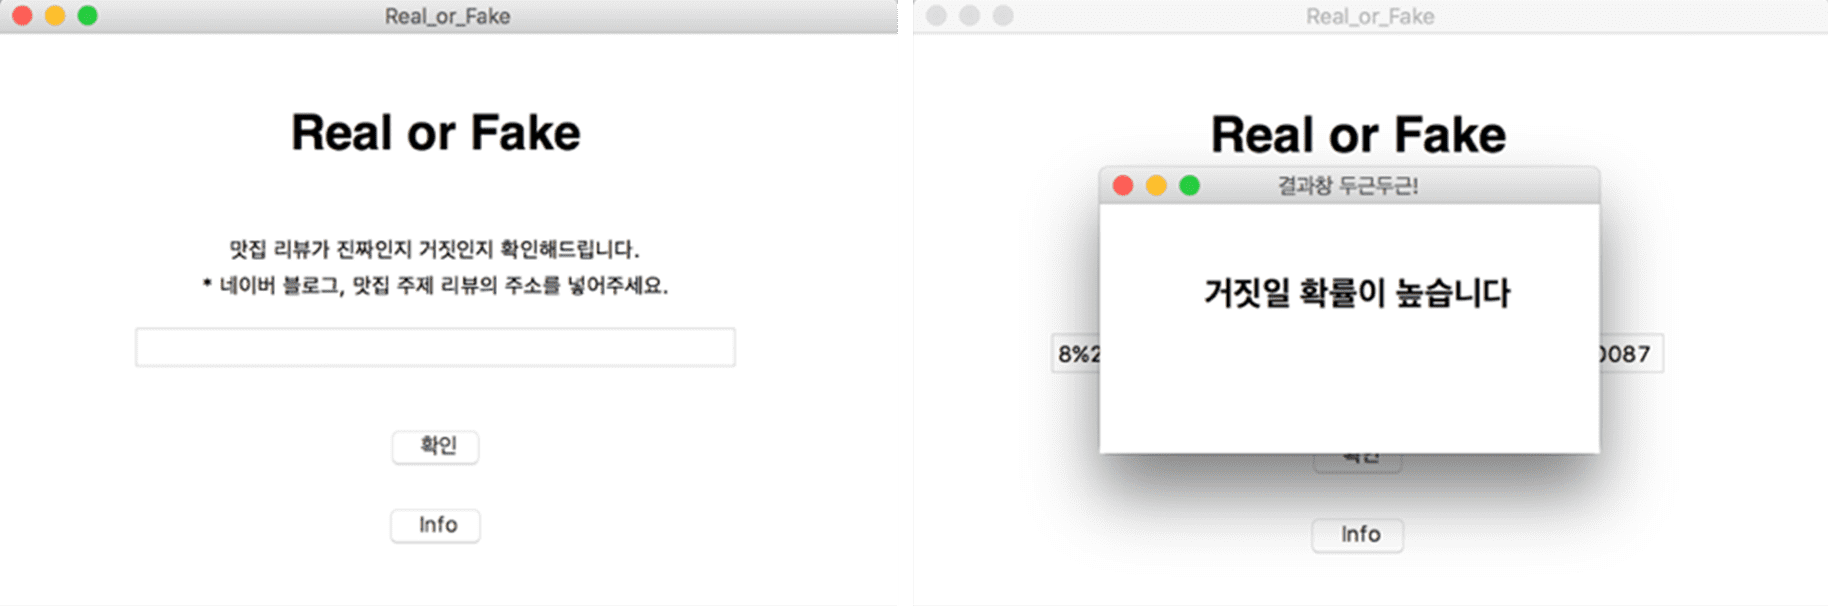 Real_or_Fake
Real or Fake
맛집 리뷰가 진짜인지 거짓인지 확인해드립니다.
* 네이버 블로그, 맛집 주제 리뷰의 주소를 넣어주세요.
확인
Info
Real_or_Fake
Real or Fake
결과창 두근두근!
거짓일 확률이 높습니다
8%2
0087
확인
Info